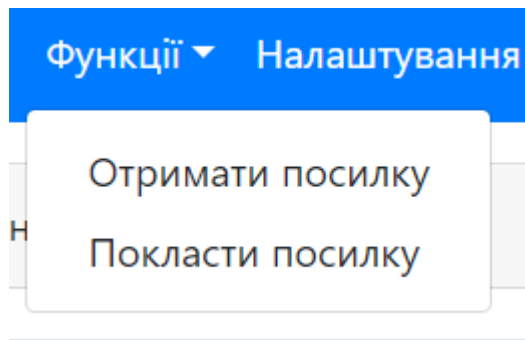 Функції Налаштування
Отримати посилку
Покласти посилку